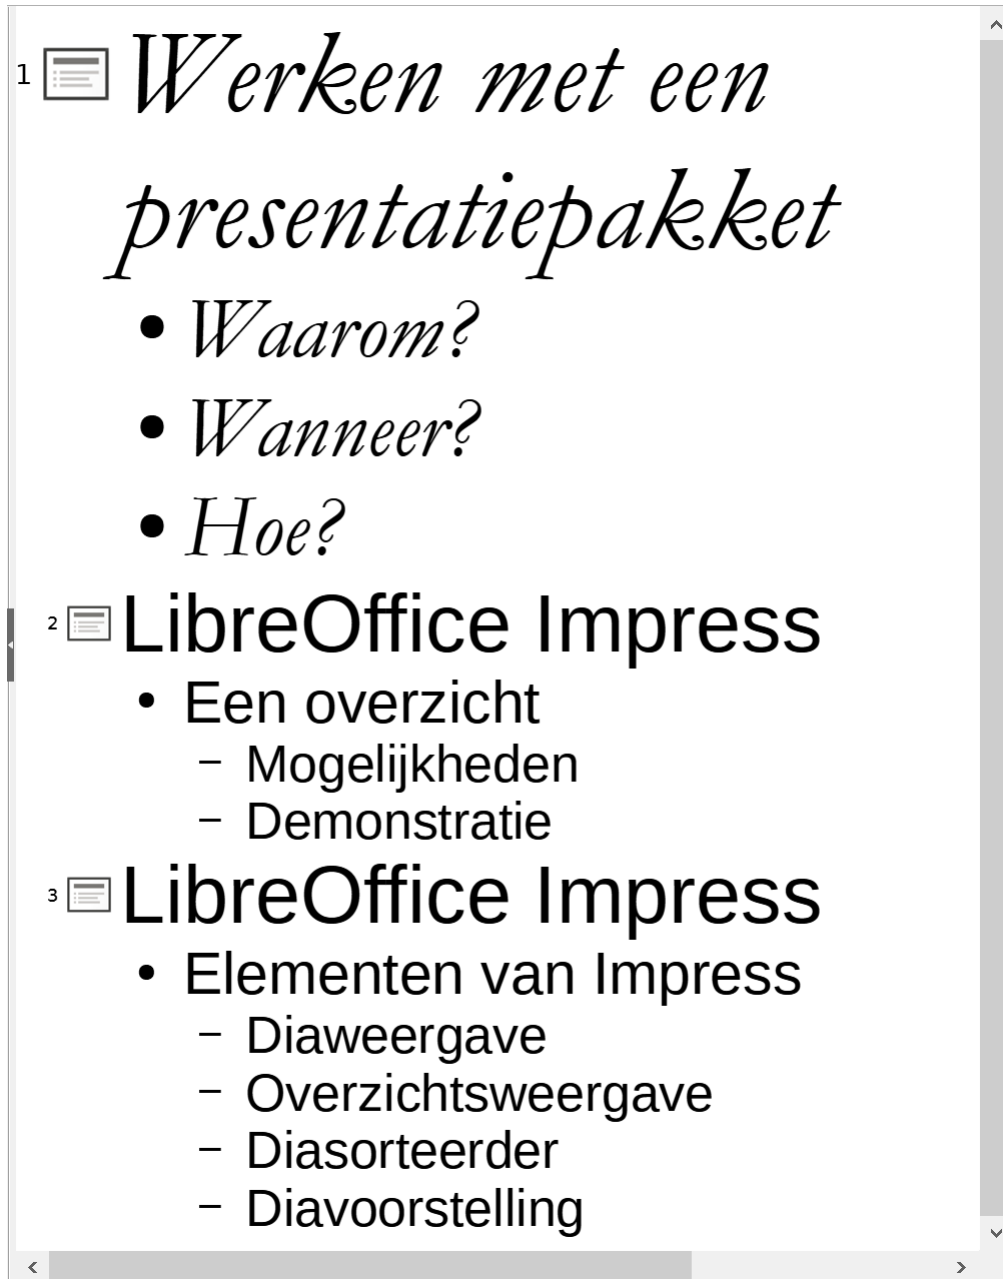 1 Werken met een
presentatiepakket
• Waarom?
• Wanneer?
• Hoe?
2 LibreOffice Impress
• Een overzicht
– Mogelijkheden
– Demonstratie
3 LibreOffice Impress
• Elementen van Impress
– Diaweergave
– Overzichtsweergave
– Diasorteerder
– Diavoorstelling